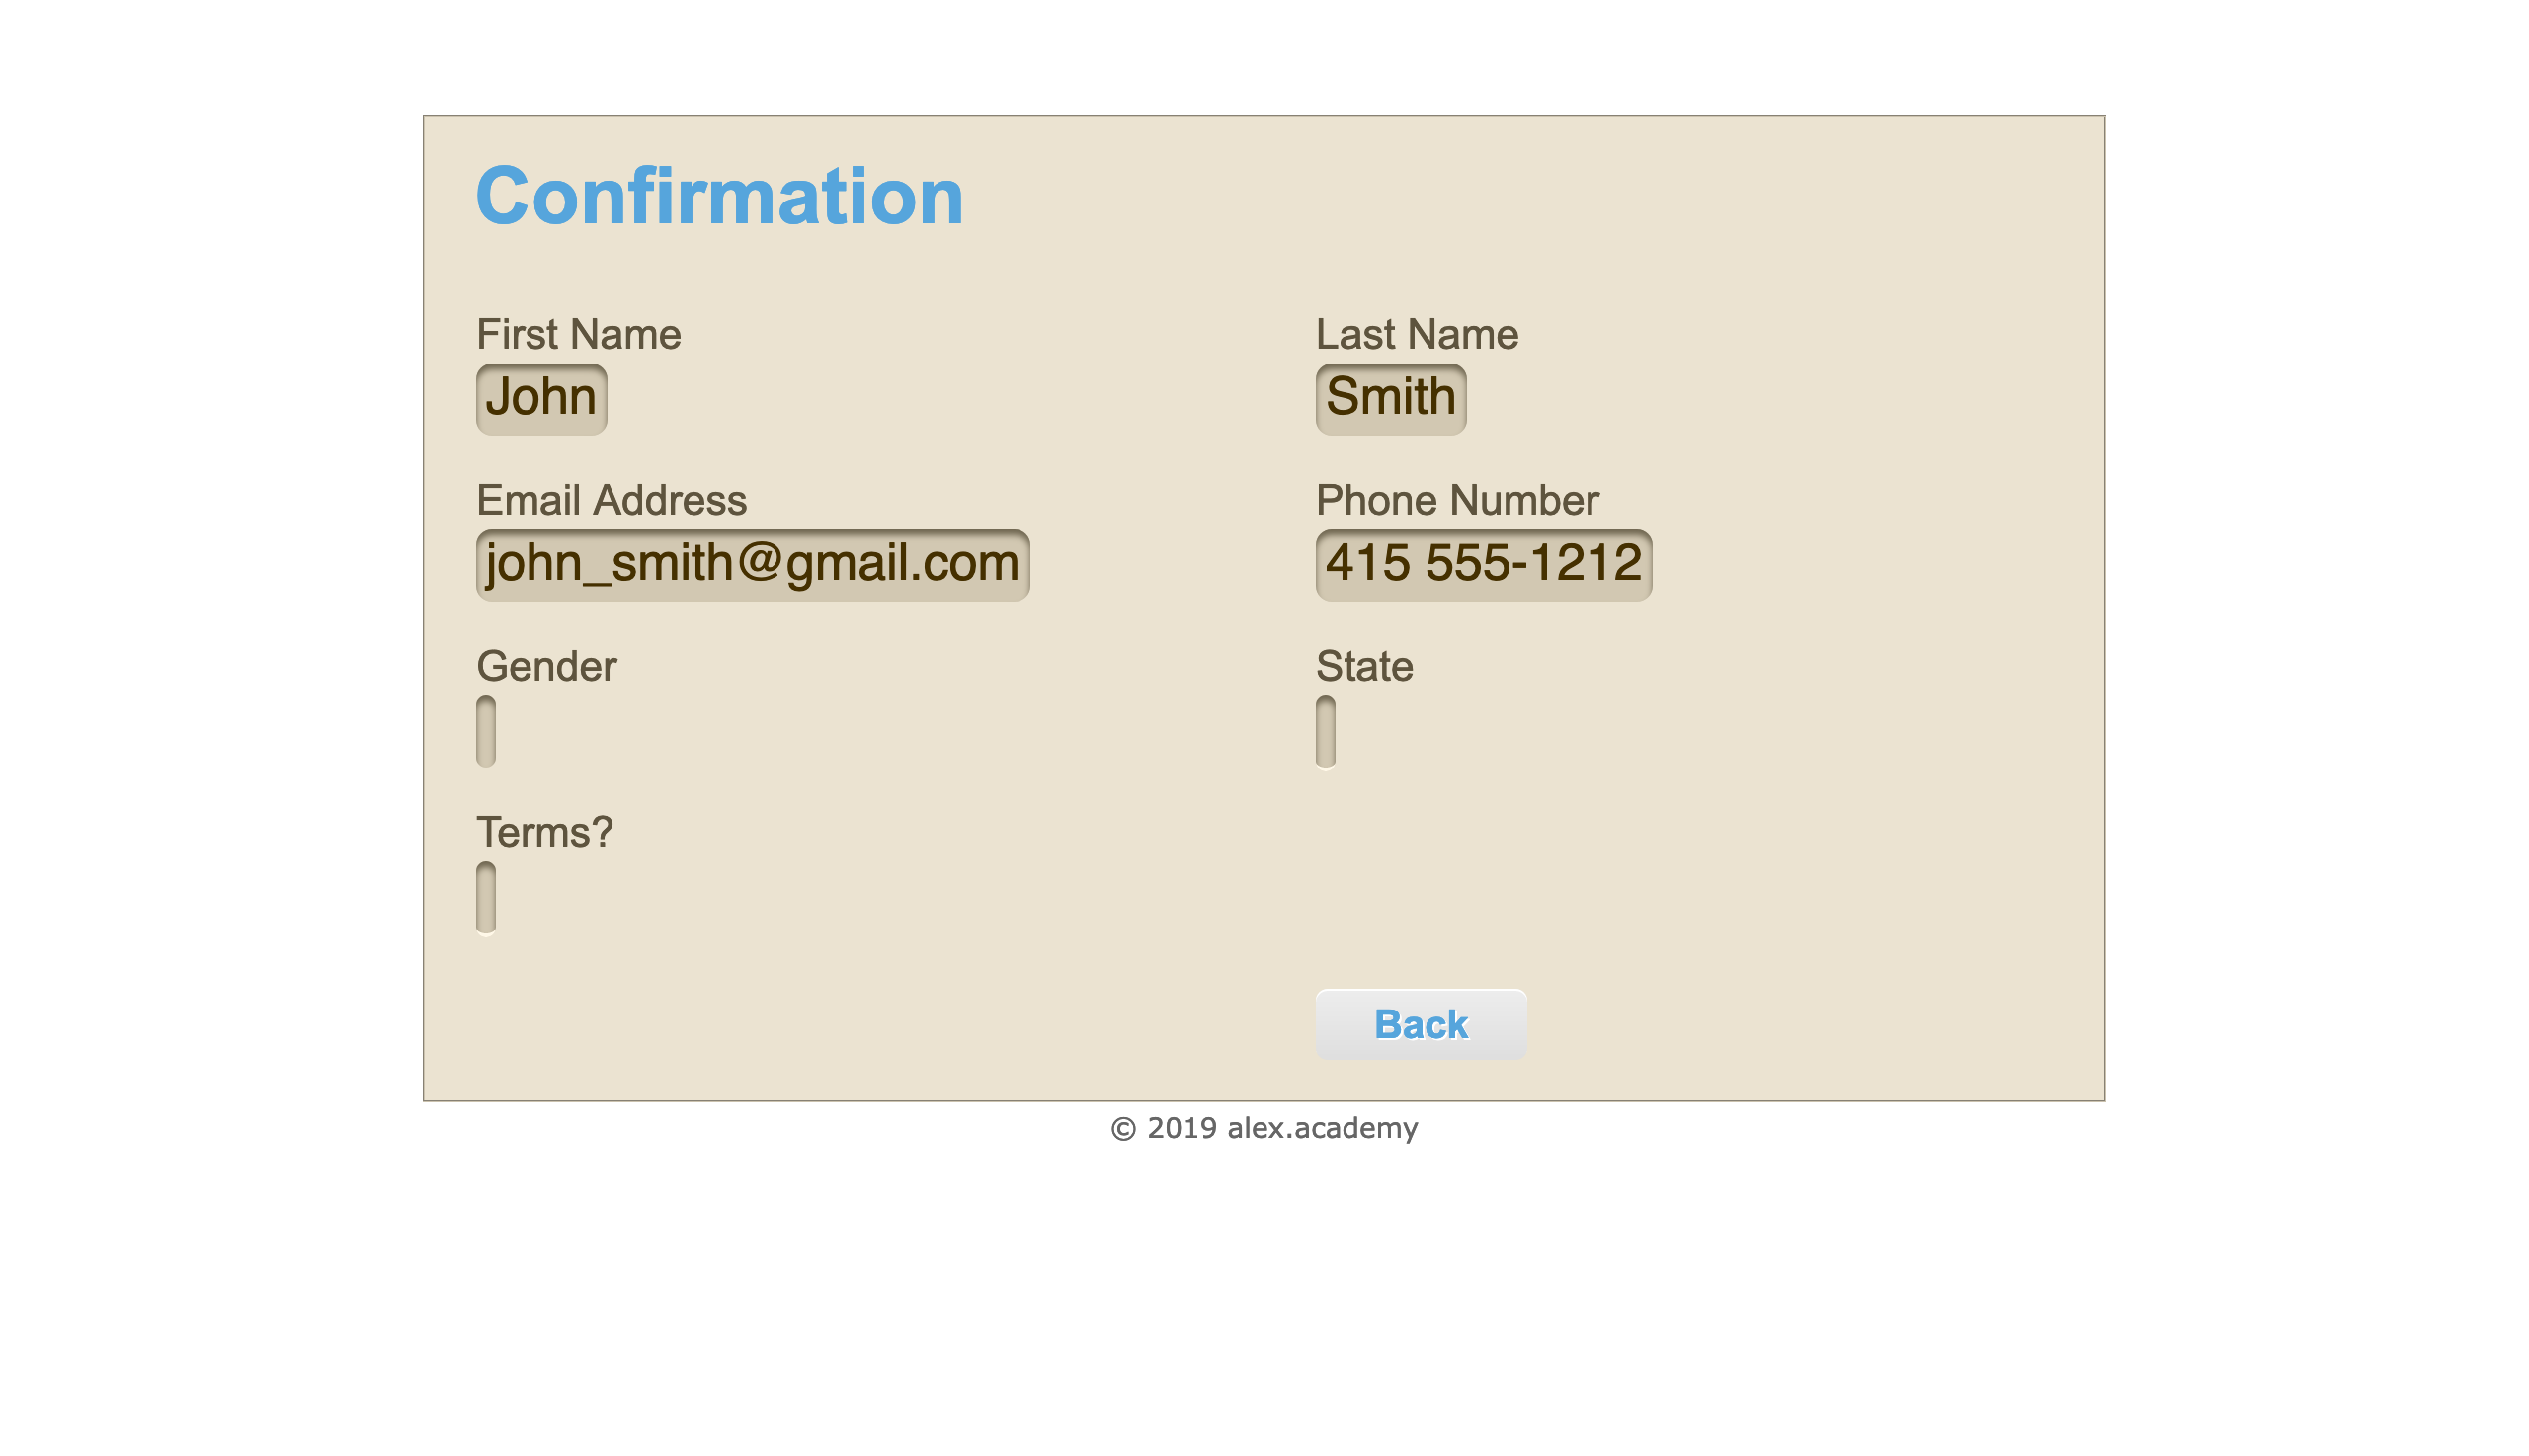 Confirmation
First Name
Last Name
John
Smith
Email Address
Phone Number
john_smith@gmail.com
415 555-1212
Gender
State
Terms?
Back
© 2019 alex.academy